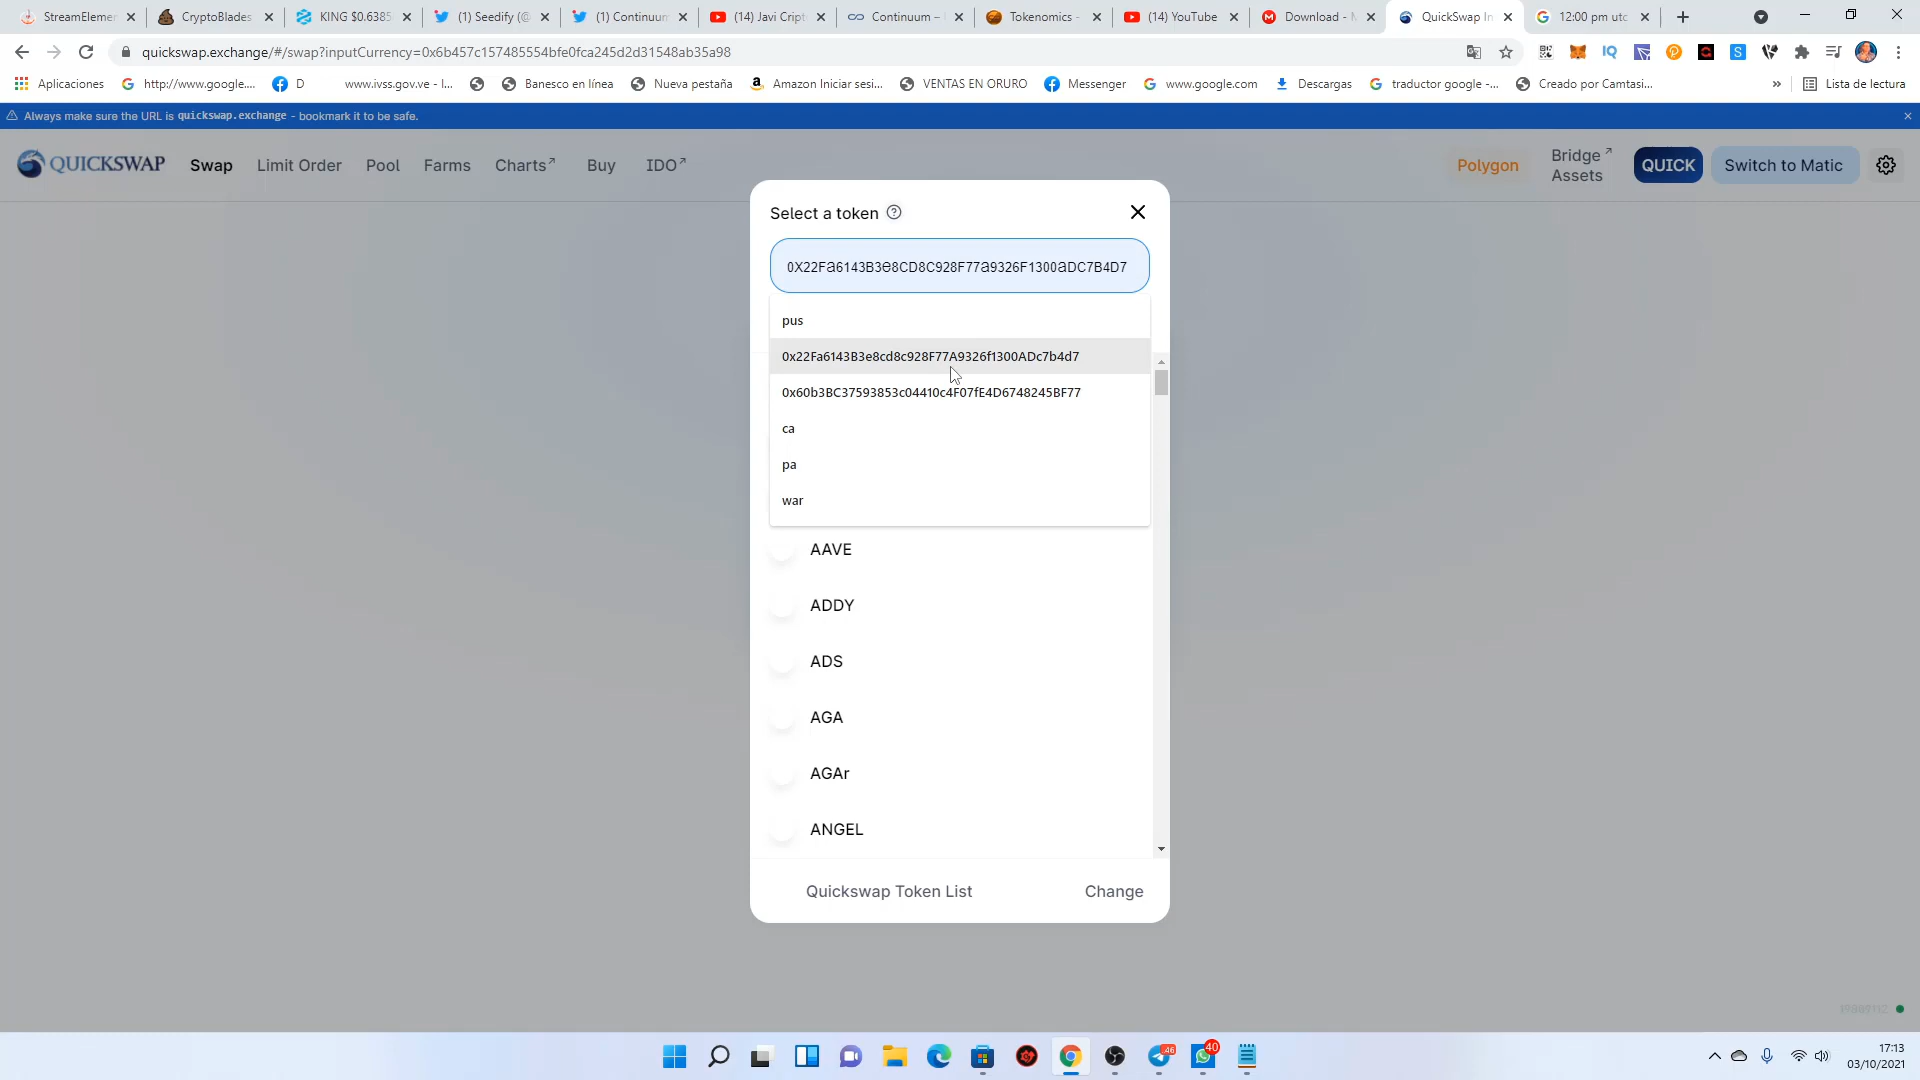 StreamElemen
CryptoBlades
KING $0.6385
(1) Seedify (@
(1) Continuum
(14) Javi Cript
Continuum –
Tokenomics -
(14) YouTube
Download - M
QuickSwap In
12:00 pm utc
quickswap.exchange/#/swap?inputCurrency=0x6b457c157485554bfe0fca245d2d31548ab35a98
Aplicaciones
http://www.google....
D
www.ivss.gov.ve - I...
Banesco en línea
Nueva pestaña
Amazon Iniciar sesi...
VENTAS EN ORURO
Messenger
www.google.com
Descargas
traductor google -...
Creado por Camtasi...
»
Lista de lectura
Always make sure the URL is quickswap.exchange - bookmark it to be safe.
QUICKSWAP
Swap
Limit Order
Pool
Farms
Charts↗
Buy
IDO↗
Polygon
Bridge ↗
Assets
QUICK
Switch to Matic
Select a token
0X22Fa6143B3e8CD8C928F77a9326F1300aDC7B4D7
pus
0x22Fa6143B3e8cd8c928F77A9326f1300ADc7b4d7
0x60b3BC37593853c04410c4F07fE4D6748245BF77
ca
pa
war
AAVE
ADDY
ADS
AGA
AGAr
ANGEL
Quickswap Token List
Change
46
40
17:13
03/10/2021